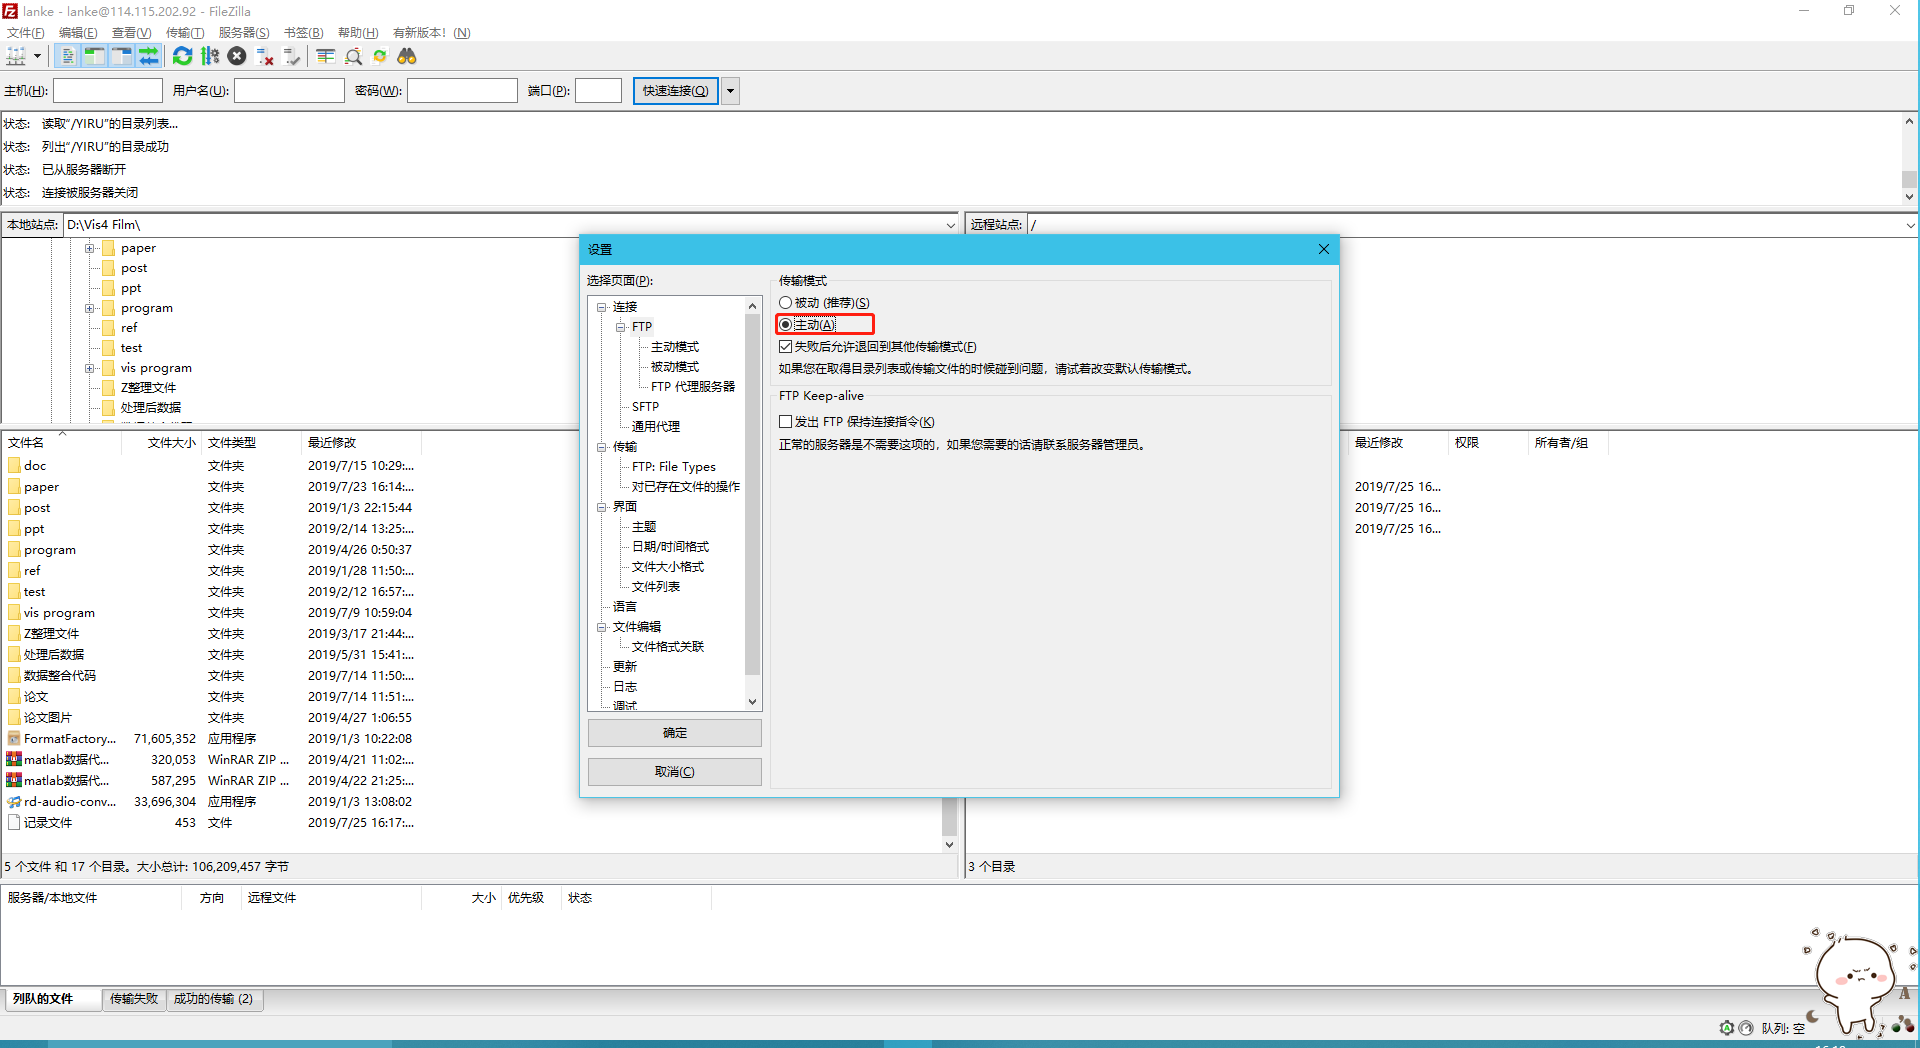 lanke - lanke@114.115.202.92 - FileZilla
文件(F) 编辑(E) 查看(V) 传输(T) 服务器(S) 书签(B) 帮助(H) 有新版本! (N)
主机(H): 用户名(U): 密码(W): 端口(P): 快速连接(Q)
状态: 读取“/YIRU”的目录列表...
状态: 列出“/YIRU”的目录成功
状态: 已从服务器断开
状态: 连接被服务器关闭
本地站点: D:\Vis4 Film\
远程站点: /
paper
post
ppt
program
ref
test
vis program
Z整理文件
处理后数据
文件名 文件大小 文件类型 最近修改
doc 文件夹 2019/7/15 10:29:...
paper 文件夹 2019/7/23 16:14:...
post 文件夹 2019/1/3 22:15:44
ppt 文件夹 2019/2/14 13:25:...
program 文件夹 2019/4/26 0:50:37
ref 文件夹 2019/1/28 11:50:...
test 文件夹 2019/2/12 16:57:...
vis program 文件夹 2019/7/9 10:59:04
Z整理文件 文件夹 2019/3/17 21:44:...
处理后数据 文件夹 2019/5/31 15:41:...
数据整合代码 文件夹 2019/7/14 11:50:...
论文 文件夹 2019/7/14 11:51:...
论文图片 文件夹 2019/4/27 1:06:55
FormatFactory... 71,605,352 应用程序 2019/1/3 10:22:08
matlab数据代... 320,053 WinRAR ZIP ... 2019/4/21 11:02:...
matlab数据代... 587,295 WinRAR ZIP ... 2019/4/22 21:25:...
rd-audio-conv... 33,696,304 应用程序 2019/1/3 13:08:02
记录文件 453 文件 2019/7/25 16:17:...
5 个文件 和 17 个目录。大小总计: 106,209,457 字节
设置
选择页面(P):
连接
FTP
主动模式
被动模式
FTP 代理服务器
SFTP
通用代理
传输
FTP: File Types
对已存在文件的操作
界面
主题
日期/时间格式
文件大小格式
文件列表
语言
文件编辑
文件格式关联
更新
日志
调试
确定
取消(C)
传输模式
被动 (推荐)(S)
主动(A)
失败后允许退回到其他传输模式(F)
如果您在取得目录列表或传输文件的时候碰到问题，请试着改变默认传输模式。
FTP Keep-alive
发出 FTP 保持连接指令(K)
正常的服务器是不需要这项的，如果您需要的话请联系服务器管理员。
最近修改 权限 所有者/组
2019/7/25 16...
2019/7/25 16...
2019/7/25 16...
3 个目录
服务器/本地文件 方向 远程文件 大小 优先级 状态
列队的文件 传输失败 成功的传输 (2)
队列: 空
A